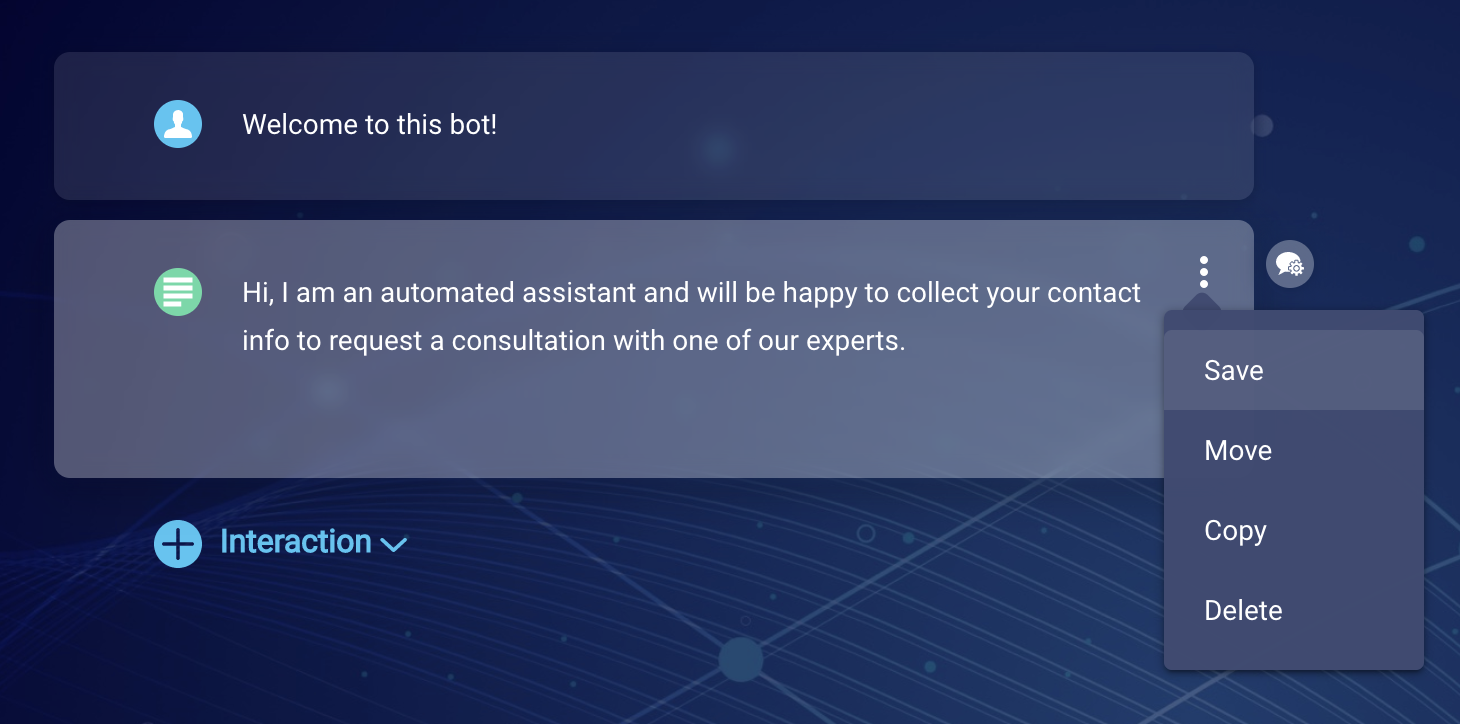 Welcome to this bot!
Hi, I am an automated assistant and will be happy to collect your contact
info to request a consultation with one of our experts.
Save
Move
Copy
Delete
Interaction